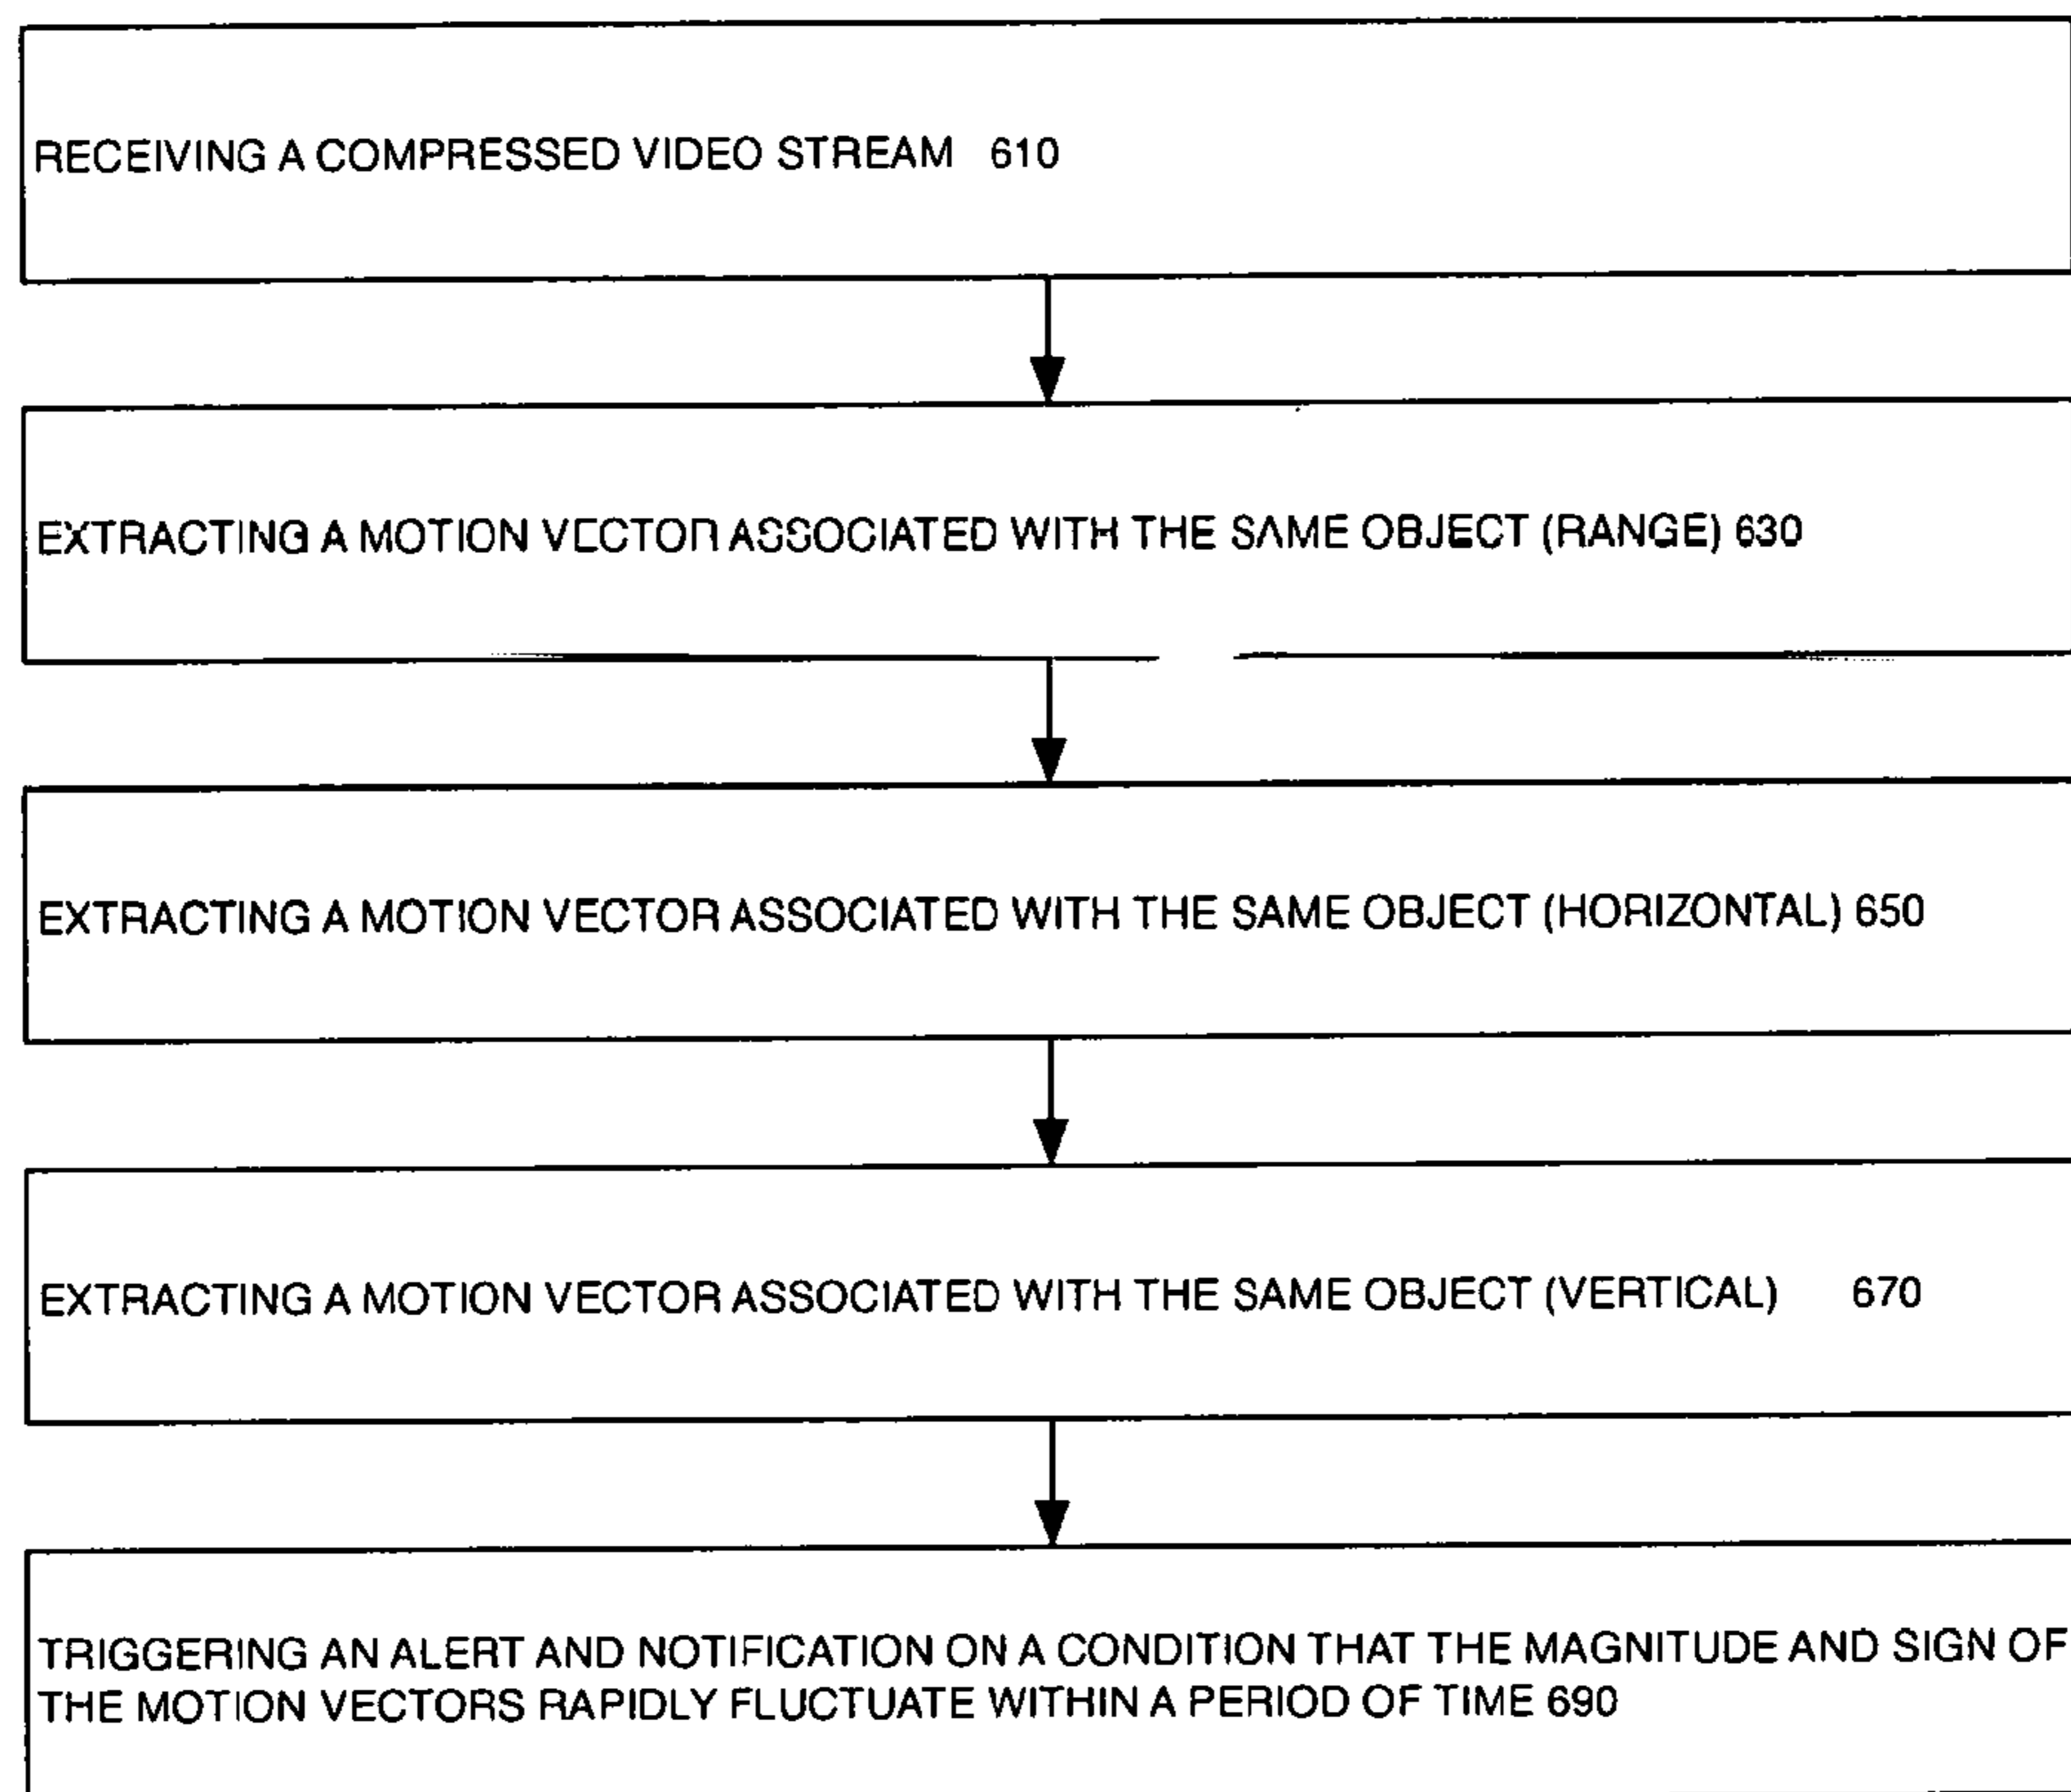 RECEIVING A COMPRESSED VIDEO STREAM 610
EXTRACTING A MOTION VECTOR ASSOCIATED WITH THE SAME OBJECT (RANGE) 630
EXTRACTING A MOTION VECTOR ASSOCIATED WITH THE SAME OBJECT (HORIZONTAL) 650
EXTRACTING A MOTION VECTOR ASSOCIATED WITH THE SAME OBJECT (VERTICAL) 670
TRIGGERING AN ALERT AND NOTIFICATION ON A CONDITION THAT THE MAGNITUDE AND SIGN OF
THE MOTION VECTORS RAPIDLY FLUCTUATE WITHIN A PERIOD OF TIME 690